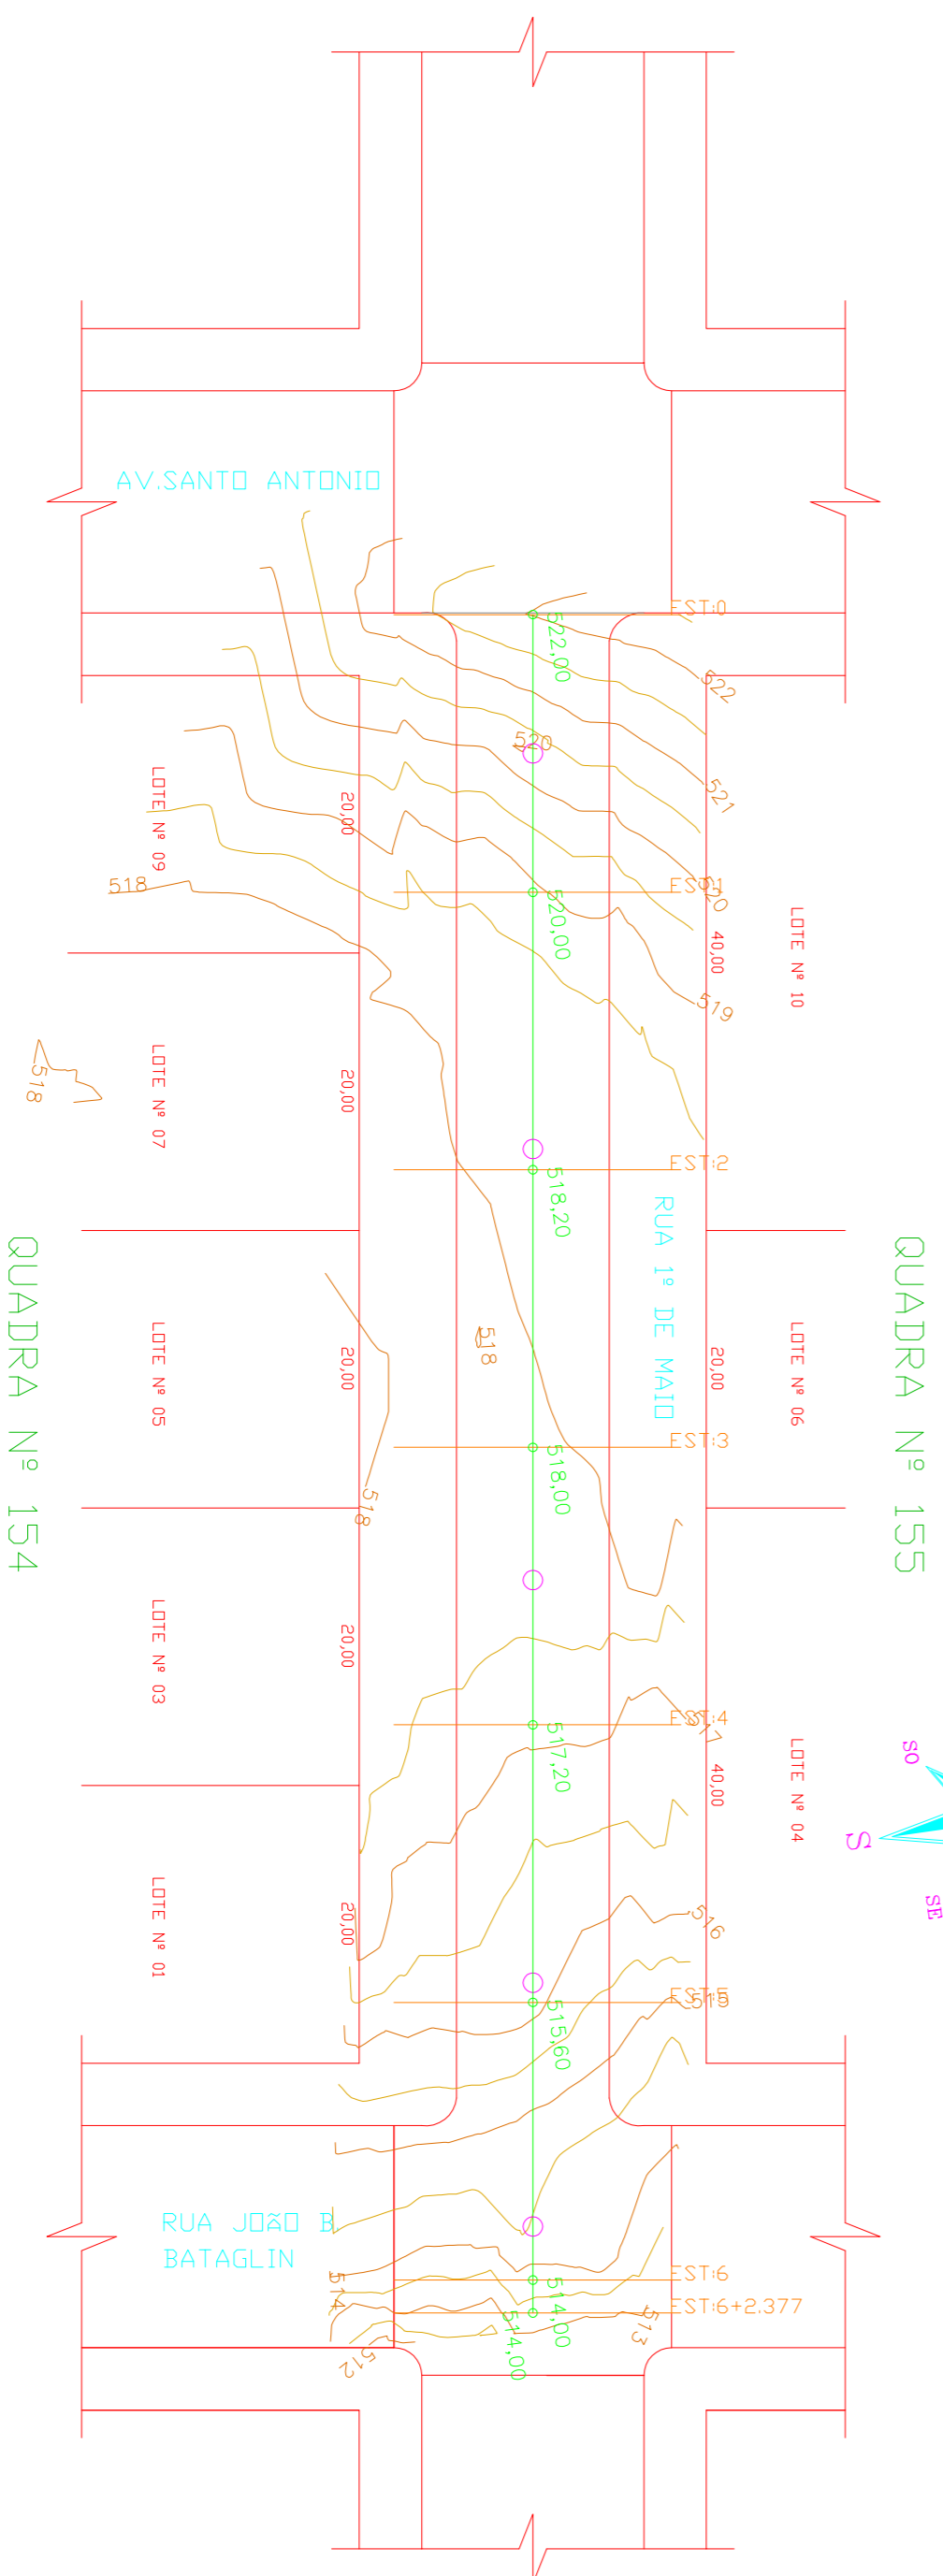 AV.SANTO ANTONIO
EST:0
522,00
522
520
521
LOTE Nº 09
20,00
518
EST:1
520
520,00
LOTE Nº 10
40,00
519
518
LOTE Nº 07
20,00
EST:2
518,20
RUA 1º DE MAIO
QUADRA Nº 154
QUADRA Nº 155
LOTE Nº 05
20,00
518
20,00
LOTE Nº 06
EST:3
518,00
518
LOTE Nº 03
20,00
EST:4
517
517,20
40,00
LOTE Nº 04
SO
S
SE
LOTE Nº 01
20,00
516
EST:5
515
515,60
RUA JOÃO B
BATAGLIN
EST:6
514
514,00
EST:6+2.377
514,00
513
512